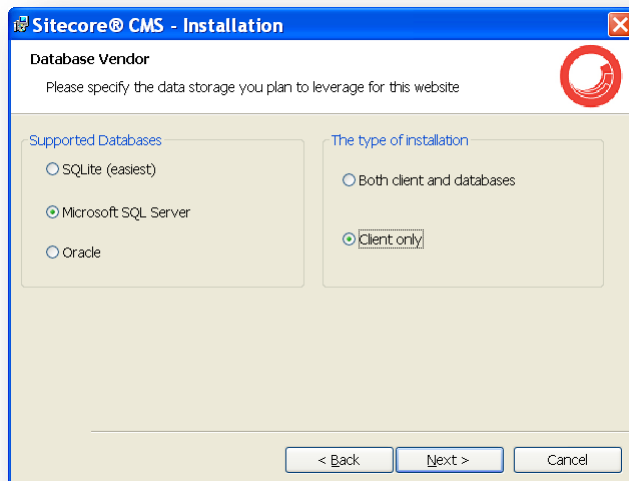 Sitecore® CMS - Installation
Database Vendor
Please specify the data storage you plan to leverage for this website
Supported Databases
SQLite (easiest)
Microsoft SQL Server
Oracle
The type of installation
Both client and databases
Client only
< Back
Next >
Cancel